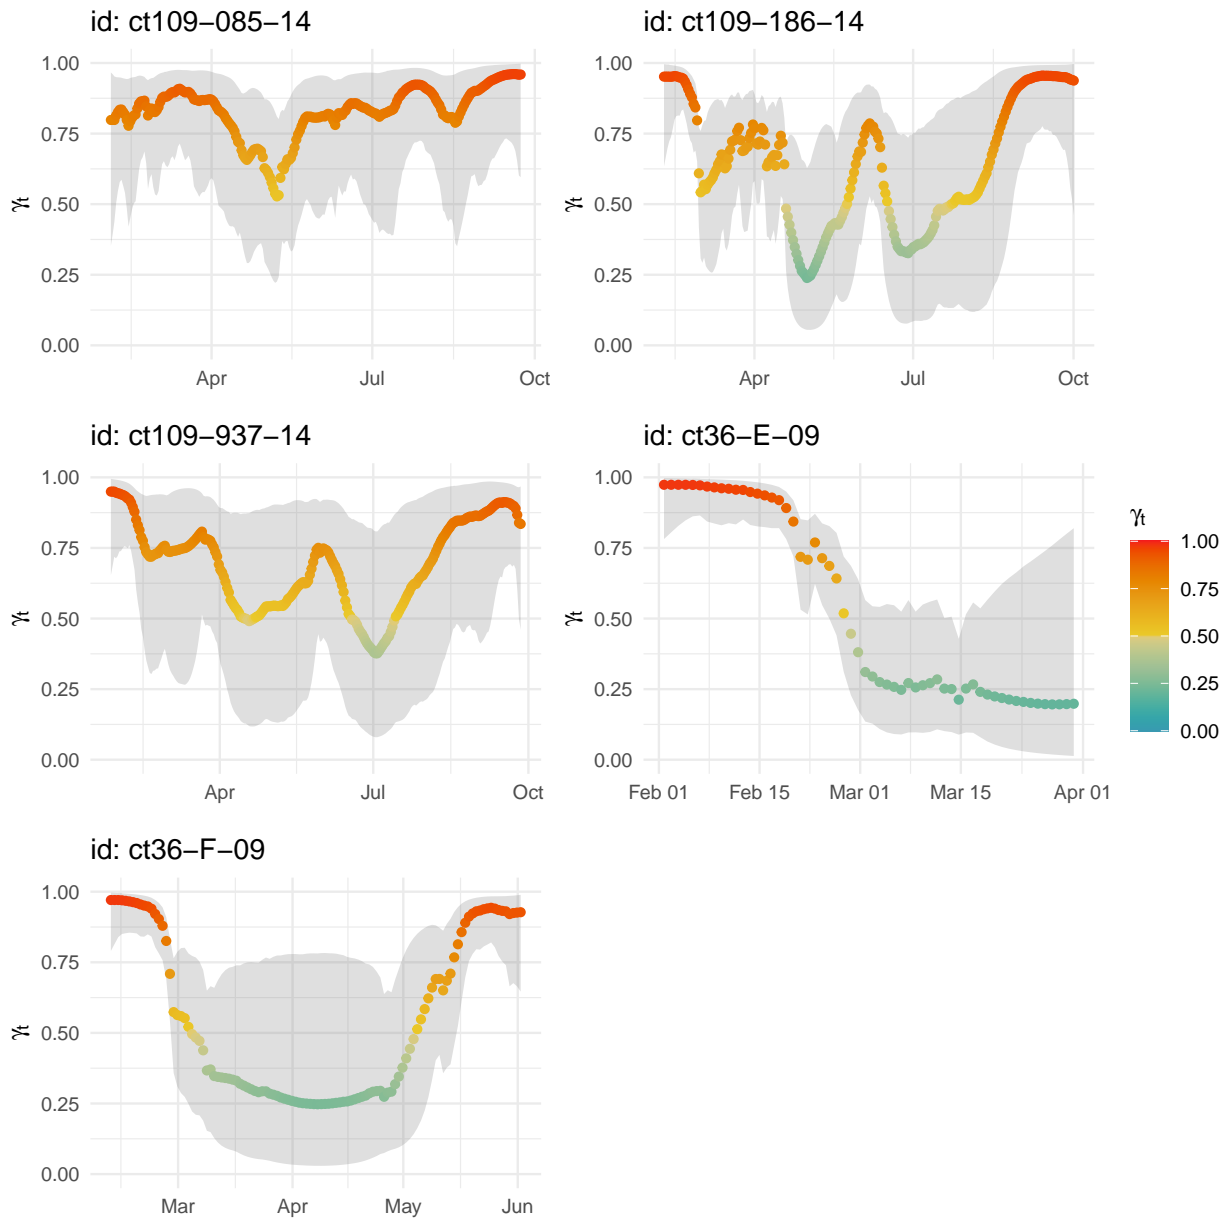 id: ct109−085−14
id: ct109−186−14
1.00
0.75
0.50
0.25
0.00
γt
Apr
Jul
Oct
1.00
0.75
0.50
0.25
0.00
γt
Apr
Jul
Oct
id: ct109−937−14
id: ct36−E−09
1.00
0.75
0.50
0.25
0.00
γt
Apr
Jul
Oct
1.00
0.75
0.50
0.25
0.00
γt
Feb 01
Feb 15
Mar 01
Mar 15
Apr 01
γt
1.00
0.75
0.50
0.25
0.00
id: ct36−F−09
1.00
0.75
0.50
0.25
0.00
γt
Mar
Apr
May
Jun